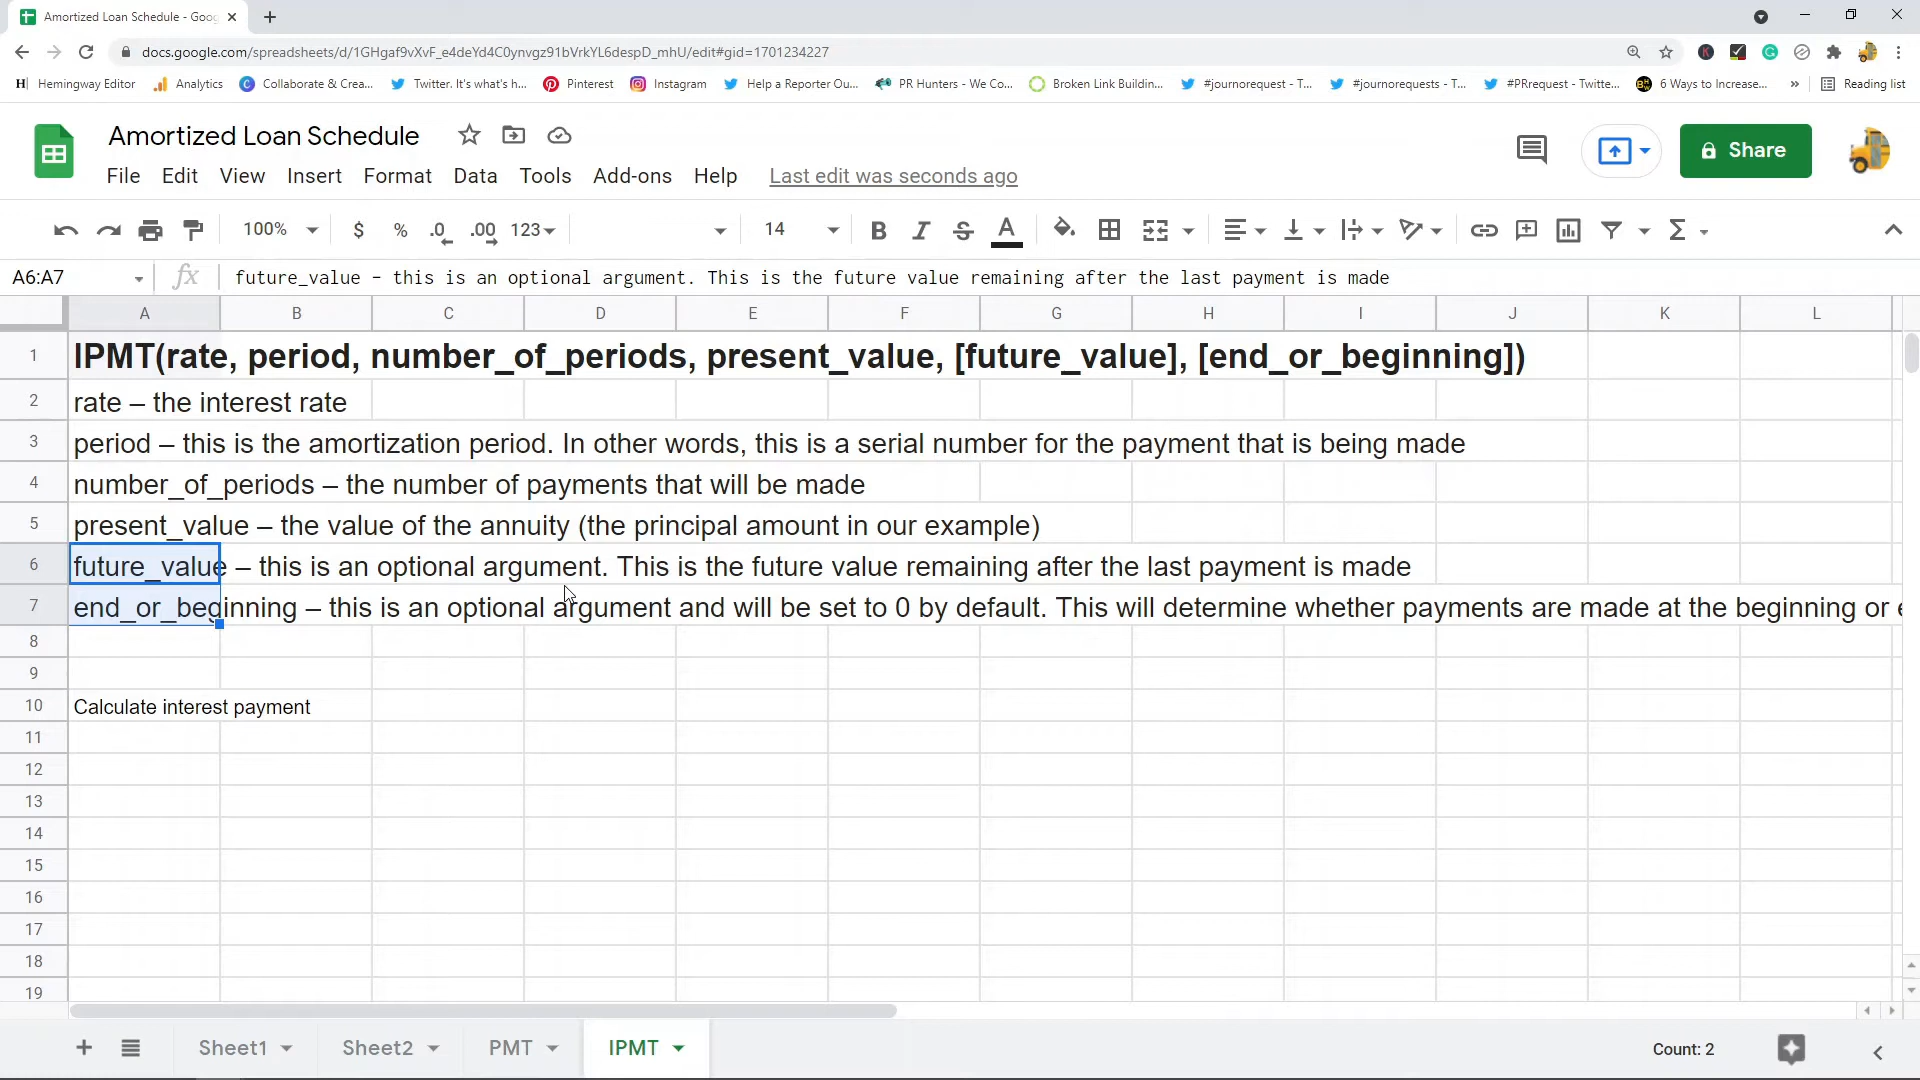 Amortized Loan Schedule - Goog
docs.google.com/spreadsheets/d/1GHgaf9vXvF_e4deYd4C0ynvgz91bVrkYL6despD_mhU/edit#gid=1701234227
Hemingway Editor Analytics Collaborate & Crea... Twitter. It's what's h... Pinterest Instagram Help a Reporter Ou... PR Hunters - We Co... Broken Link Building... #journorequest - T... #journorequests - T... #PRrequest - Twitte... 6 Ways to Increase... » Reading list
Amortized Loan Schedule
Share
File Edit View Insert Format Data Tools Add-ons Help Last edit was seconds ago
100% $ % .0 .00 123 14 B I S A Σ
A6:A7 fx future_value – this is an optional argument. This is the future value remaining after the last payment is made
A B C D E F G H I J K L
1 IPMT(rate, period, number_of_periods, present_value, [future_value], [end_or_beginning])
2 rate – the interest rate
3 period – this is the amortization period. In other words, this is a serial number for the payment that is being made
4 number_of_periods – the number of payments that will be made
5 present_value – the value of the annuity (the principal amount in our example)
6 future_value – this is an optional argument. This is the future value remaining after the last payment is made
7 end_or_beginning – this is an optional argument and will be set to 0 by default. This will determine whether payments are made at the beginning or
8
9
10 Calculate interest payment
11
12
13
14
15
16
17
18
19
Sheet1 Sheet2 PMT IPMT Count: 2